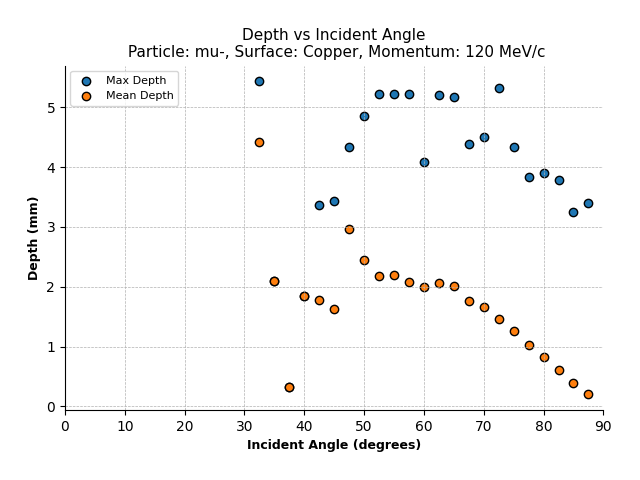 Depth vs Incident Angle
Particle: mu-, Surface: Copper, Momentum: 120 MeV/c
Max Depth
Mean Depth
5
4
3
2
1
0
Depth (mm)
0 10 20 30 40 50 60 70 80 90
Incident Angle (degrees)